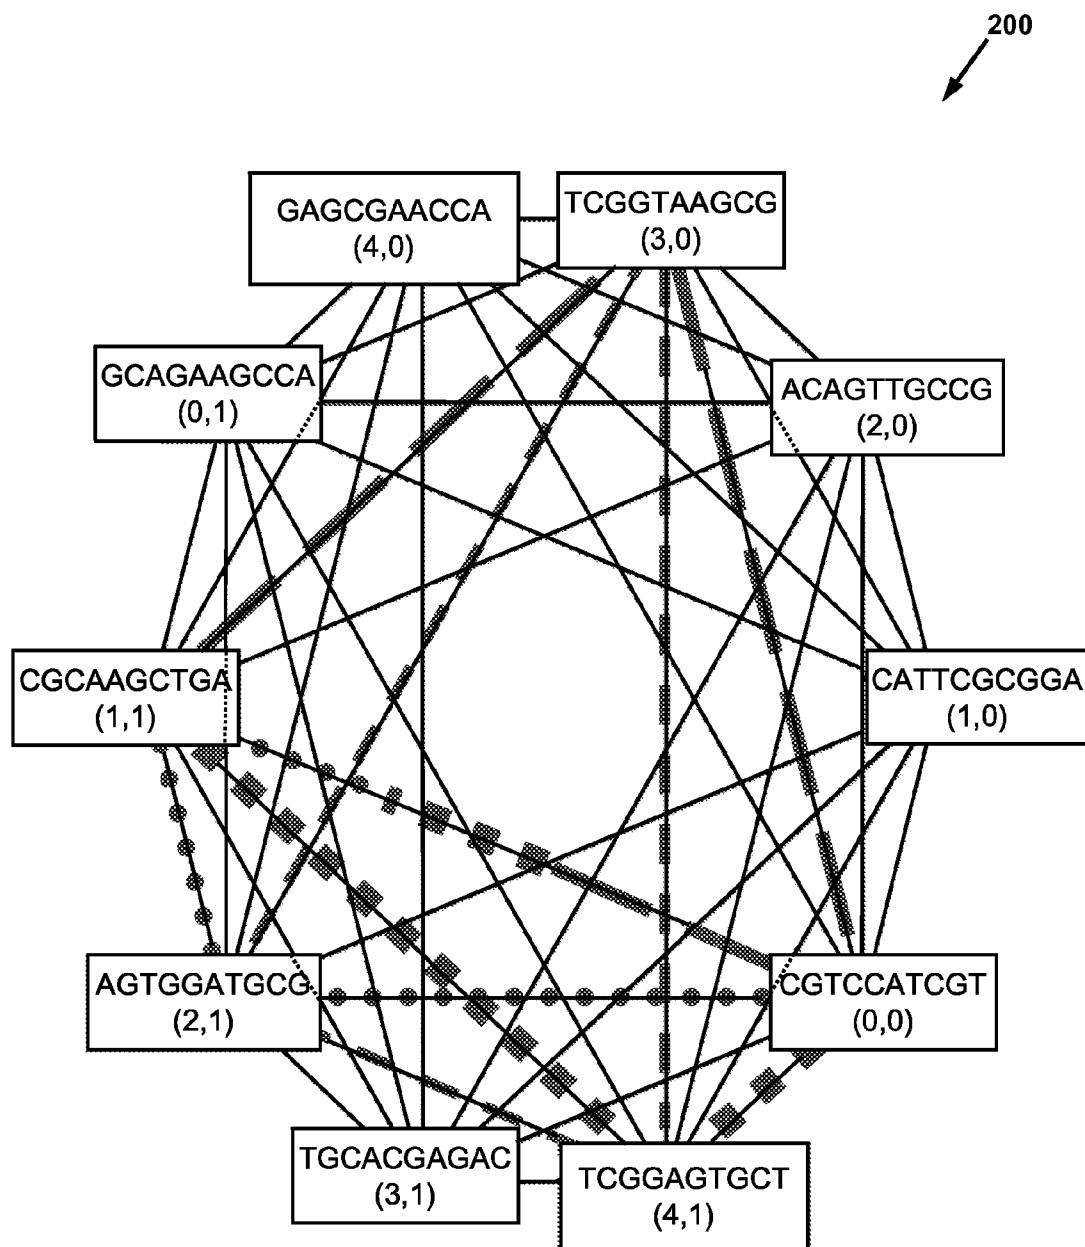 200
GAGCGAACCA
(4,0)
TCGGTAAGCG
(3,0)
GCAGAAGCCA
(0,1)
ACAGTTGCCG
(2,0)
CGCAAGCTGA
(1,1)
CATTCGCGGA
(1,0)
AGTGGATGCG
(2,1)
CGTCCATCGT
(0,0)
TGCACGAGAC
(3,1)
TCGGAGTGCT
(4,1)